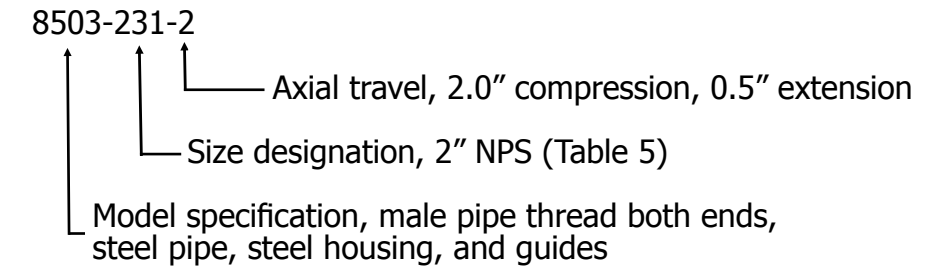 8503-231-2
Axial travel, 2.0” compression, 0.5” extension
Size designation, 2” NPS (Table 5)
Model specification, male pipe thread both ends,
steel pipe, steel housing, and guides